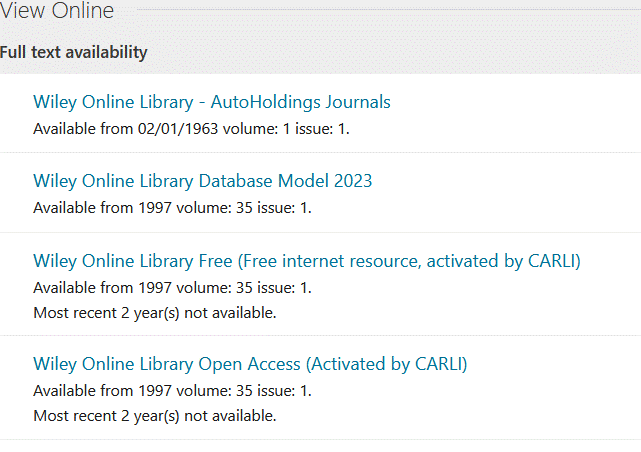 View Online
Full text availability
Wiley Online Library - AutoHoldings Journals
Available from 02/01/1963 volume: 1 issue: 1.
Wiley Online Library Database Model 2023
Available from 1997 volume: 35 issue: 1.
Wiley Online Library Free (Free internet resource, activated by CARLI)
Available from 1997 volume: 35 issue: 1.
Most recent 2 year(s) not available.
Wiley Online Library Open Access (Activated by CARLI)
Available from 1997 volume: 35 issue: 1.
Most recent 2 year(s) not available.